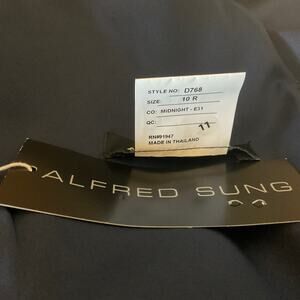 STYLE NO: D768
SIZE: 10 R
CO: MIDNIGHT - E31
QC: 11
RN#91947
MADE IN THAILAND
ALFRED SUNG